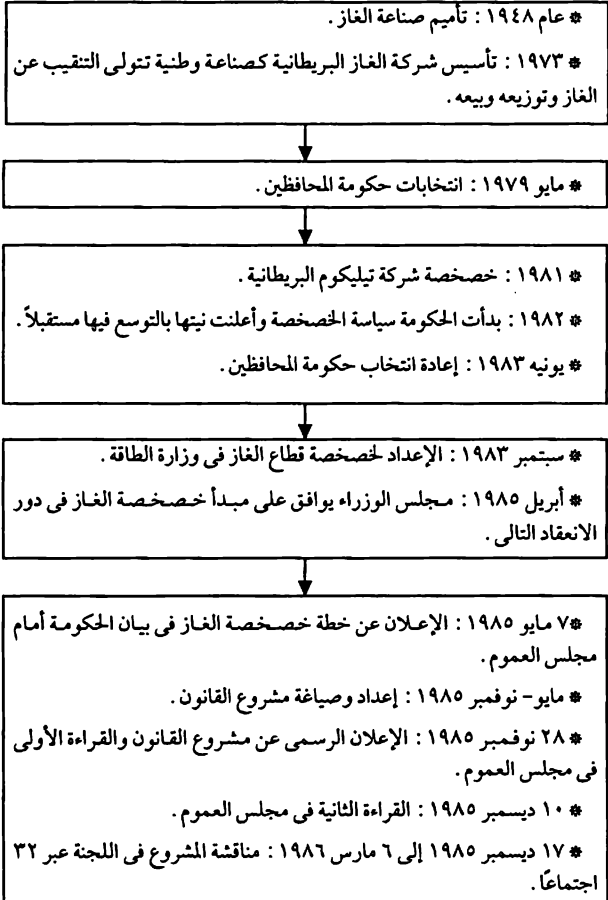 * عام ١٩٤٨ : تأميم صناعة الغاز .
* ١٩٧٣ : تأسيس شركة الغاز البريطانية كصناعة وطنية تتولى التنقيب عن
الغاز وتوزيعه وبيعه .
* مايو ١٩٧٩ : انتخابات حكومة المحافظين .
* ١٩٨١ : خصخصة شركة تيليكوم البريطانية .
* ١٩٨٢ : بدأت الحكومة سياسة الخصخصة وأعلنت نيتها بالتوسع فيها مستقبلاً .
* يونيه ١٩٨٣ : إعادة انتخاب حكومة المحافظين .
* سبتمبر ١٩٨٣ : الإعداد لخصخصة قطاع الغاز فى وزارة الطاقة .
* أبريل ١٩٨٥ : مجلس الوزراء يوافق على مبدأ خصخصة الغاز فى دور
الانعقاد التالى .
* ٧ مايو ١٩٨٥ : الإعلان عن خطة خصخصة الغاز فى بيان الحكومة أمام
مجلس العموم .
* مايو - نوفمبر ١٩٨٥ : إعداد وصياغة مشروع القانون .
* ٢٨ نوفمبر ١٩٨٥ : الإعلان الرسمى عن مشروع القانون والقراءة الأولى
فى مجلس العموم .
* ١٠ ديسمبر ١٩٨٥ : القراءة الثانية فى مجلس العموم .
* ١٧ ديسمبر ١٩٨٥ إلى ٦ مارس ١٩٨٦ : مناقشة المشروع فى اللجنة عبر ٣٢
اجتماعًا .